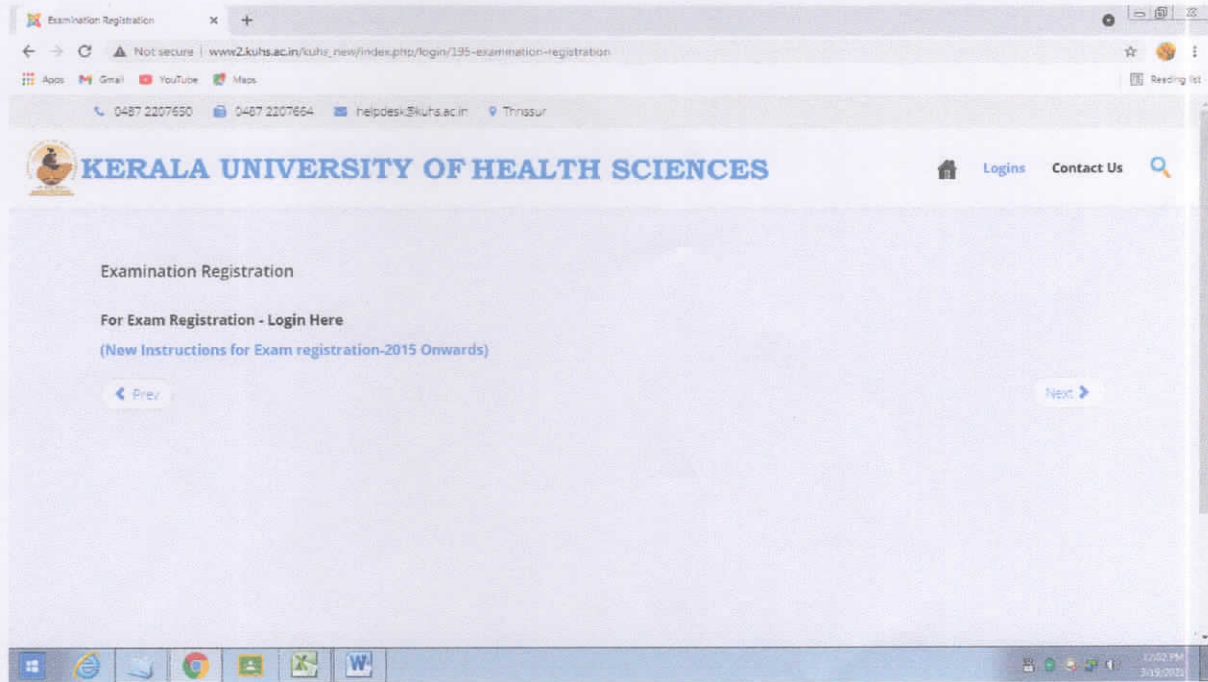 Examination Registration
Not secure | www2.kuhs.ac.in/kuhs_new/index.php/login/195-examination-registration
Apps Gmail YouTube Maps Reading list
0487 2207650 0487 2207664 helpdesk@kuhs.ac.in Thrissur
KERALA UNIVERSITY OF HEALTH SCIENCES
Logins Contact Us
Examination Registration
For Exam Registration - Login Here
(New Instructions for Exam registration-2015 Onwards)
Prev
Next